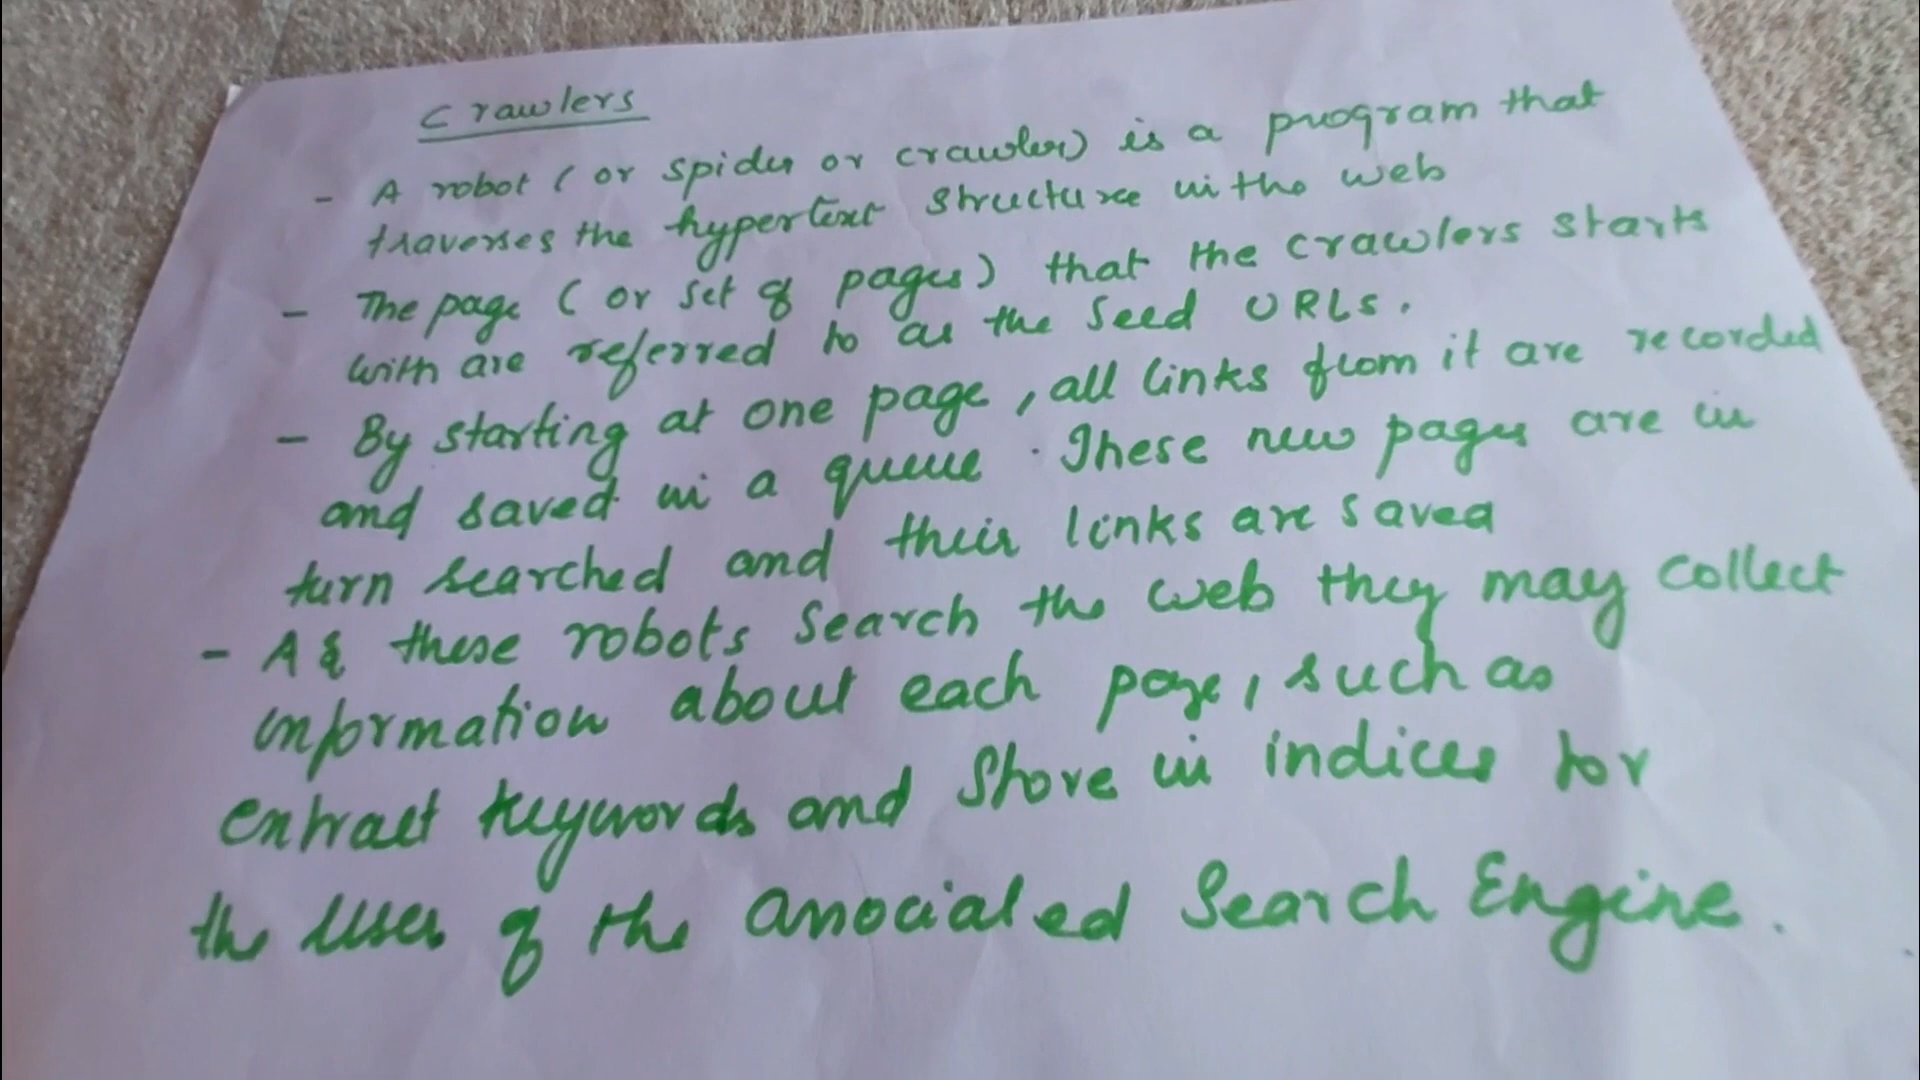 Crawlers
- A robot (or spider or crawler) is a program that
traverses the hypertext structure in the web
- The page (or set of pages) that the crawlers starts
with are referred to as the Seed URLs.
- By starting at one page, all links from it are recorded
and saved in a queue. These new pages are in
turn searched and their links are saved
- As these robots search the web they may collect
information about each page, such as
extract keywords and store in indices for
the users of the associated Search Engine.